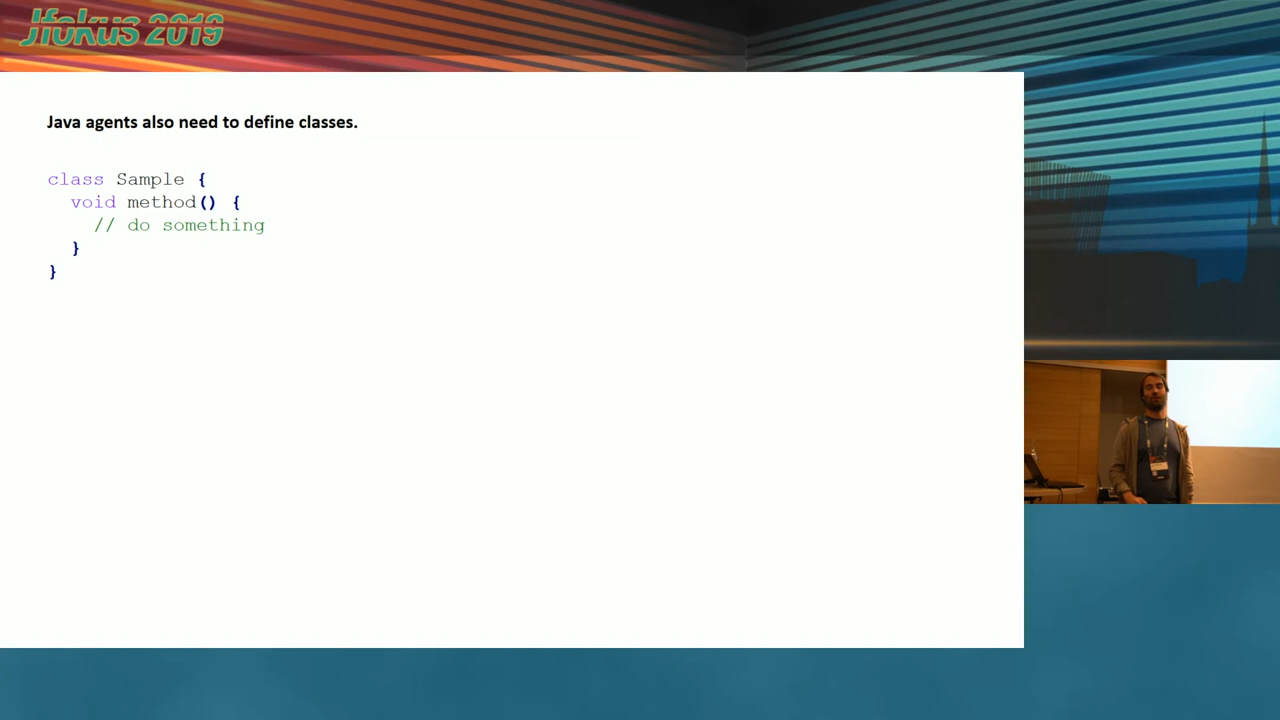 Jfokus 2019
Java agents also need to define classes.
class Sample {
  void method() {
    // do something
  }
}